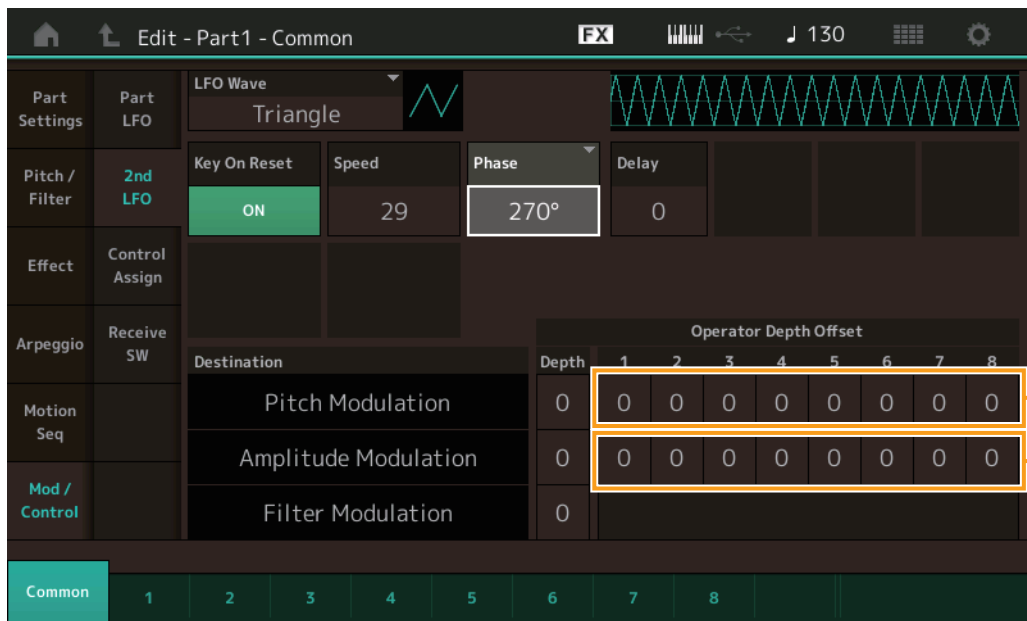 Edit - Part1 - Common
FX
130
Part
Settings
Part
LFO
LFO Wave
Triangle
Pitch /
Filter
2nd
LFO
Key On Reset
ON
Speed
29
Phase
270°
Delay
0
Effect
Control
Assign
Arpeggio
Receive
SW
Operator Depth Offset
Destination Depth 1 2 3 4 5 6 7 8
Pitch Modulation 0 0 0 0 0 0 0 0 0
Motion
Seq
Amplitude Modulation 0 0 0 0 0 0 0 0 0
Mod /
Control
Filter Modulation 0
Common 1 2 3 4 5 6 7 8